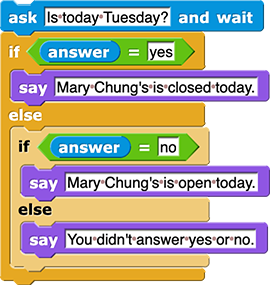 ask Is today Tuesday? and wait
if answer = yes
say Mary Chung's is closed today.
else
if answer = no
say Mary Chung's is open today.
else
say You didn't answer yes or no.